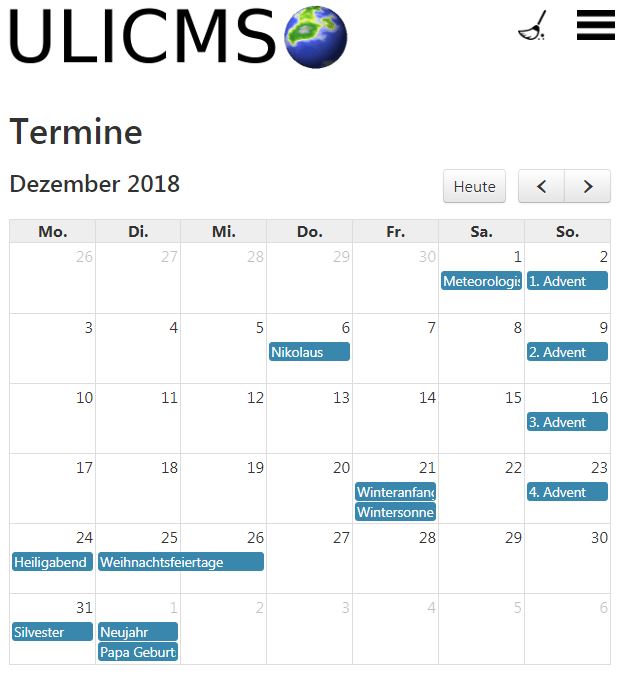 ULICMS
Termine
Dezember 2018
Heute
Mo. Di. Mi. Do. Fr. Sa. So.
26 27 28 29 30 1 2
Meteorologis 1. Advent
3 4 5 6 7 8 9
Nikolaus 2. Advent
10 11 12 13 14 15 16
3. Advent
17 18 19 20 21 22 23
Winteranfang 4. Advent
Wintersonne
24 25 26 27 28 29 30
Heiligabend Weihnachtsfeiertage
31 1 2 3 4 5 6
Silvester Neujahr
Papa Geburt